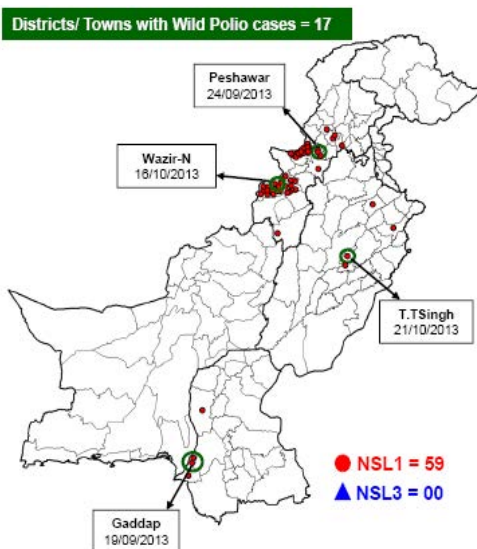 Districts/ Towns with Wild Polio cases = 17
Peshawar
24/09/2013
Wazir-N
16/10/2013
T.TSingh
21/10/2013
NSL1 = 59
NSL3 = 00
Gaddap
19/09/2013